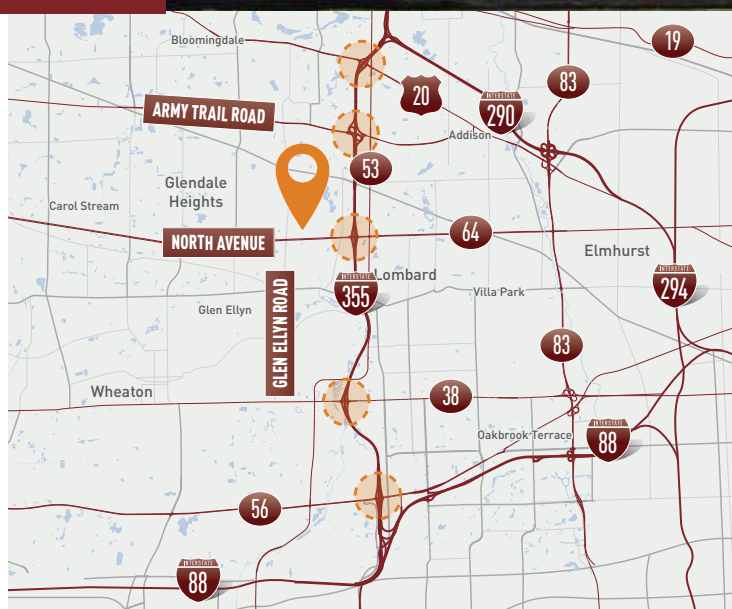 Bloomingdale
19
83
20
INTERSTATE
290
ARMY TRAIL ROAD
Addison
53
Glendale
Heights
Carol Stream
NORTH AVENUE
64
Elmhurst
INTERSTATE
355
Lombard
INTERSTATE
294
Villa Park
Glen Ellyn
GLEN ELLYN ROAD
83
Wheaton
38
Oakbrook Terrace
INTERSTATE
88
56
INTERSTATE
88